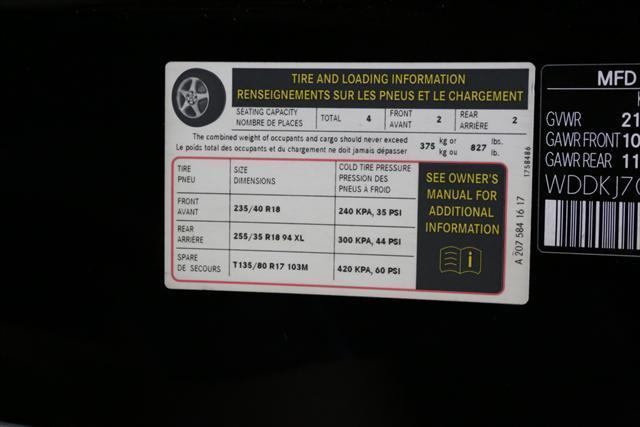 TIRE AND LOADING INFORMATION
RENSEIGNEMENTS SUR LES PNEUS ET LE CHARGEMENT
SEATING CAPACITY
NOMBRE DE PLACES
TOTAL 4
FRONT
AVANT
2
REAR
ARRIÈRE
2
The combined weight of occupants and cargo should never exceed
Le poids total des occupants et du chargement ne doit jamais dépasser
375 kg or
kg ou
827 lbs.
lb.
TIRE
PNEU
SIZE
DIMENSIONS
COLD TIRE PRESSURE
PRESSION DES
PNEUS À FROID
FRONT
AVANT
235/40 R18
240 KPA, 35 PSI
REAR
ARRIÈRE
255/35 R18 94 XL
300 KPA, 44 PSI
SPARE
DE SECOURS
T135/80 R17 103M
420 KPA, 60 PSI
SEE OWNER'S
MANUAL FOR
ADDITIONAL
INFORMATION
i
1758486
A 207 584 16 17
MFD
GVWR 21
GAWR FRONT 10
GAWR REAR 11
WDDKJ7